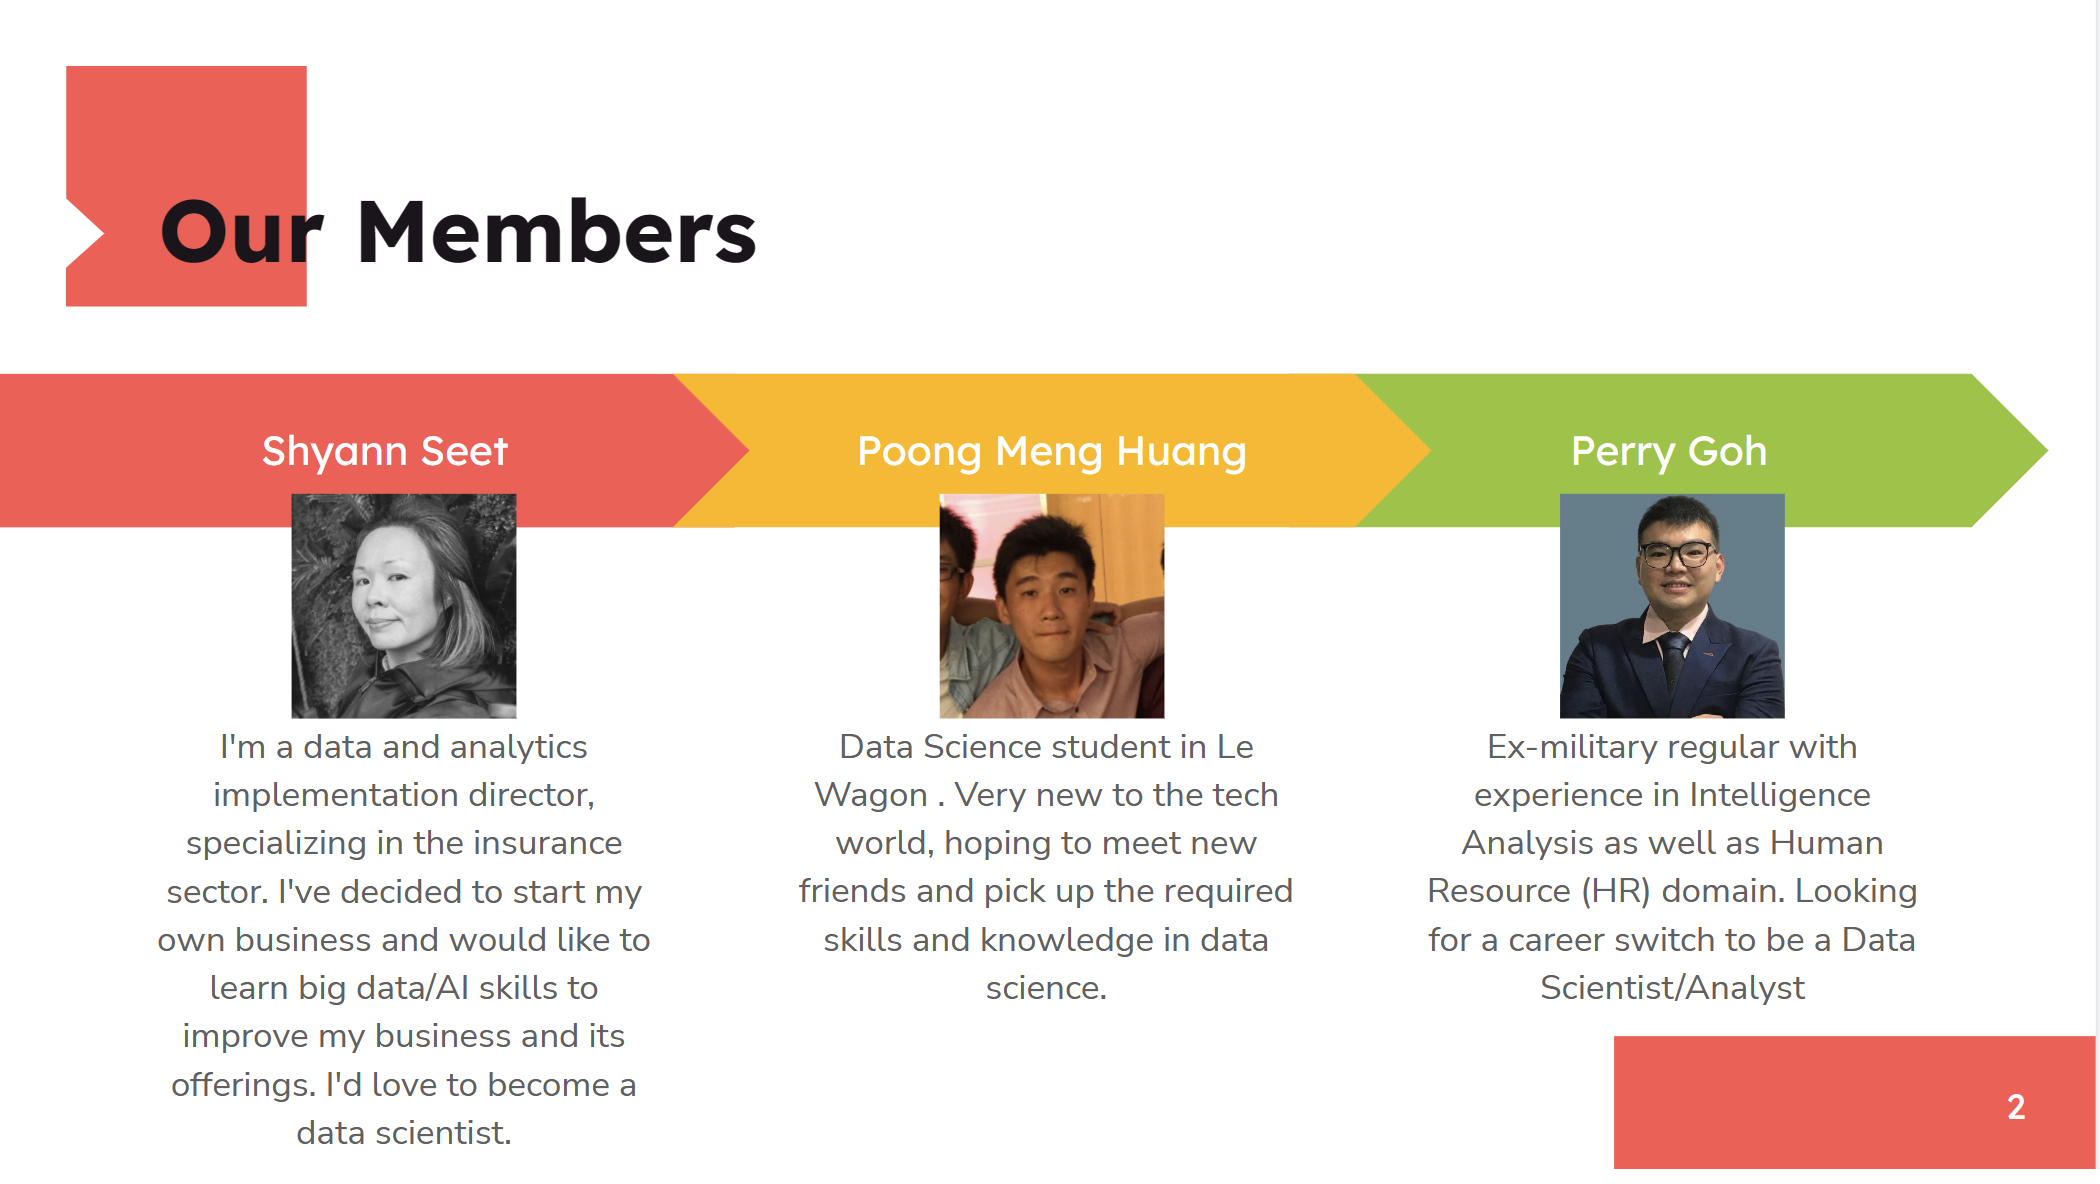 Our Members
Shyann Seet
Poong Meng Huang
Perry Goh
I'm a data and analytics
implementation director,
specializing in the insurance
sector. I've decided to start my
own business and would like to
learn big data/AI skills to
improve my business and its
offerings. I'd love to become a
data scientist.
Data Science student in Le
Wagon . Very new to the tech
world, hoping to meet new
friends and pick up the required
skills and knowledge in data
science.
Ex-military regular with
experience in Intelligence
Analysis as well as Human
Resource (HR) domain. Looking
for a career switch to be a Data
Scientist/Analyst
2